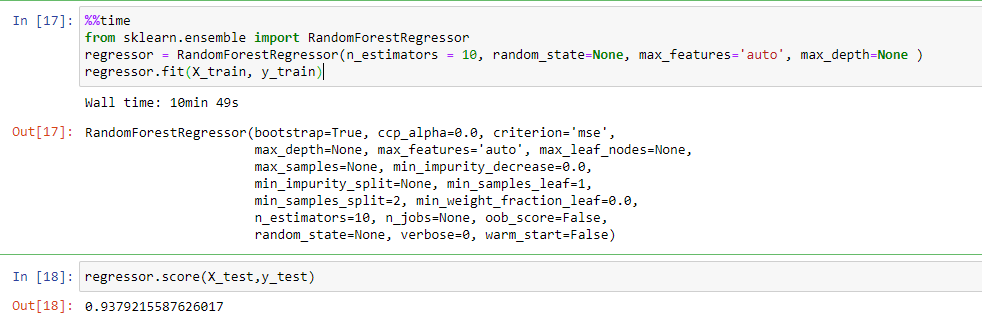 In [17]: %%time
from sklearn.ensemble import RandomForestRegressor
regressor = RandomForestRegressor(n_estimators = 10, random_state=None, max_features='auto', max_depth=None )
regressor.fit(X_train, y_train)
Wall time: 10min 49s
Out[17]: RandomForestRegressor(bootstrap=True, ccp_alpha=0.0, criterion='mse',
max_depth=None, max_features='auto', max_leaf_nodes=None,
max_samples=None, min_impurity_decrease=0.0,
min_impurity_split=None, min_samples_leaf=1,
min_samples_split=2, min_weight_fraction_leaf=0.0,
n_estimators=10, n_jobs=None, oob_score=False,
random_state=None, verbose=0, warm_start=False)
In [18]: regressor.score(X_test,y_test)
Out[18]: 0.9379215587626017